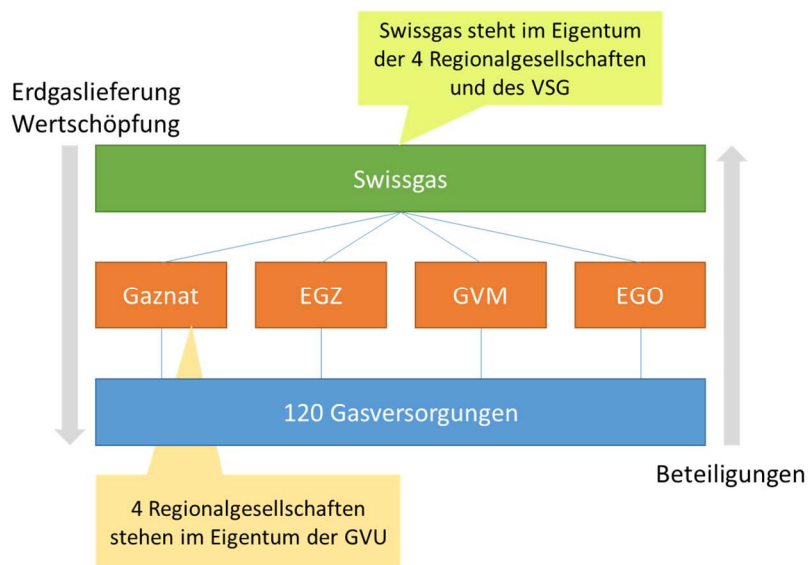 Swissgas steht im Eigentum
der 4 Regionalgesellschaften
und des VSG
Erdgaslieferung
Wertschöpfung
Swissgas
Gaznat
EGZ
GVM
EGO
120 Gasversorgungen
Beteiligungen
4 Regionalgesellschaften
stehen im Eigentum der GVU